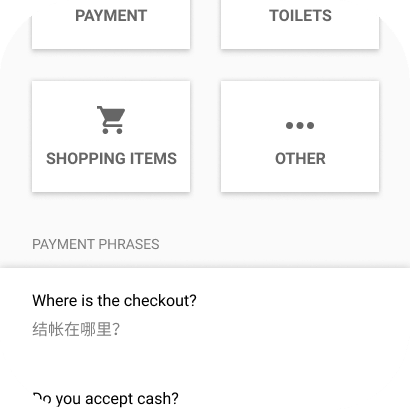 PAYMENT
TOILETS
SHOPPING ITEMS
OTHER
PAYMENT PHRASES
Where is the checkout?
结帐在哪里?
Do you accept cash?